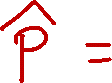 p̂ =